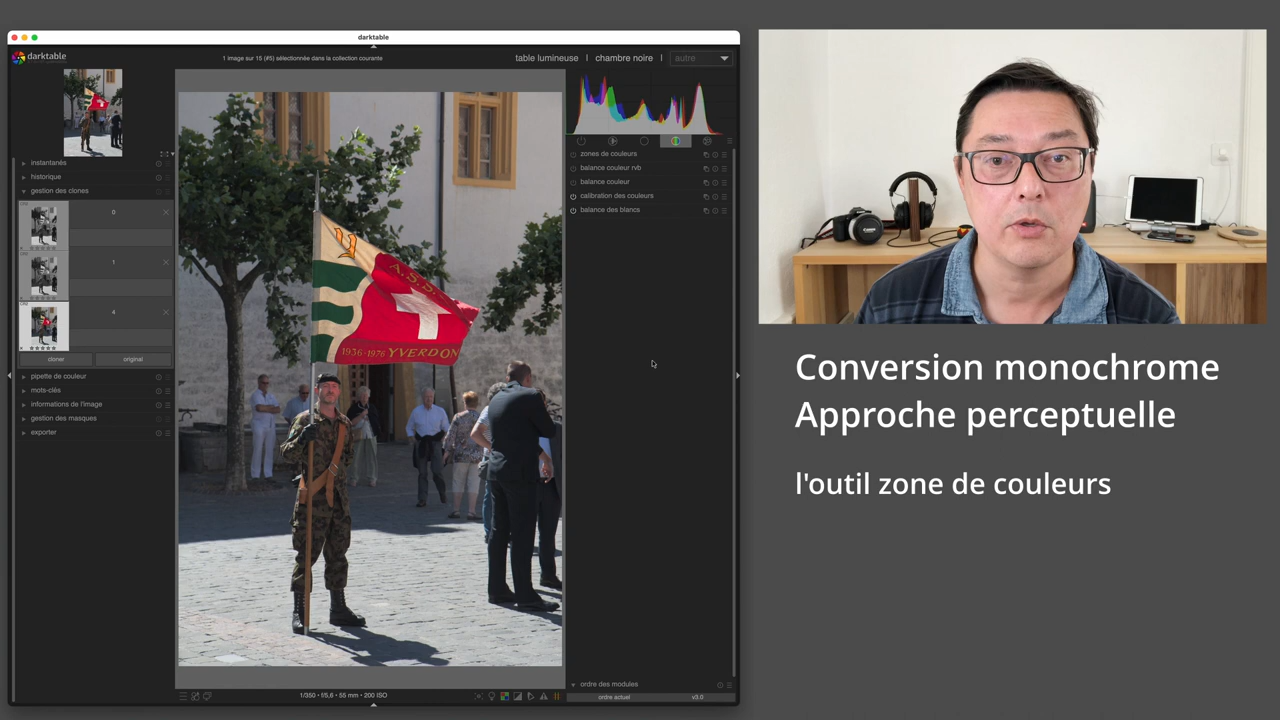 darktable
darktable
1 image sur 15 (#5) sélectionnée dans la collection courante
table lumineuse | chambre noire | autre
instantanés
historique
gestion des clones
0
1
4
cloner original
pipette de couleur
mots-clés
informations de l'image
gestion des masques
exporter
A.S.S.
1936-1976 YVERDON
1/350 • f/5,6 • 55 mm • 200 ISO
zones de couleurs
balance couleur rvb
balance couleur
calibration des couleurs
balance des blancs
ordre des modules
ordre actuel v3.0
Canon
Conversion monochrome
Approche perceptuelle
l'outil zone de couleurs